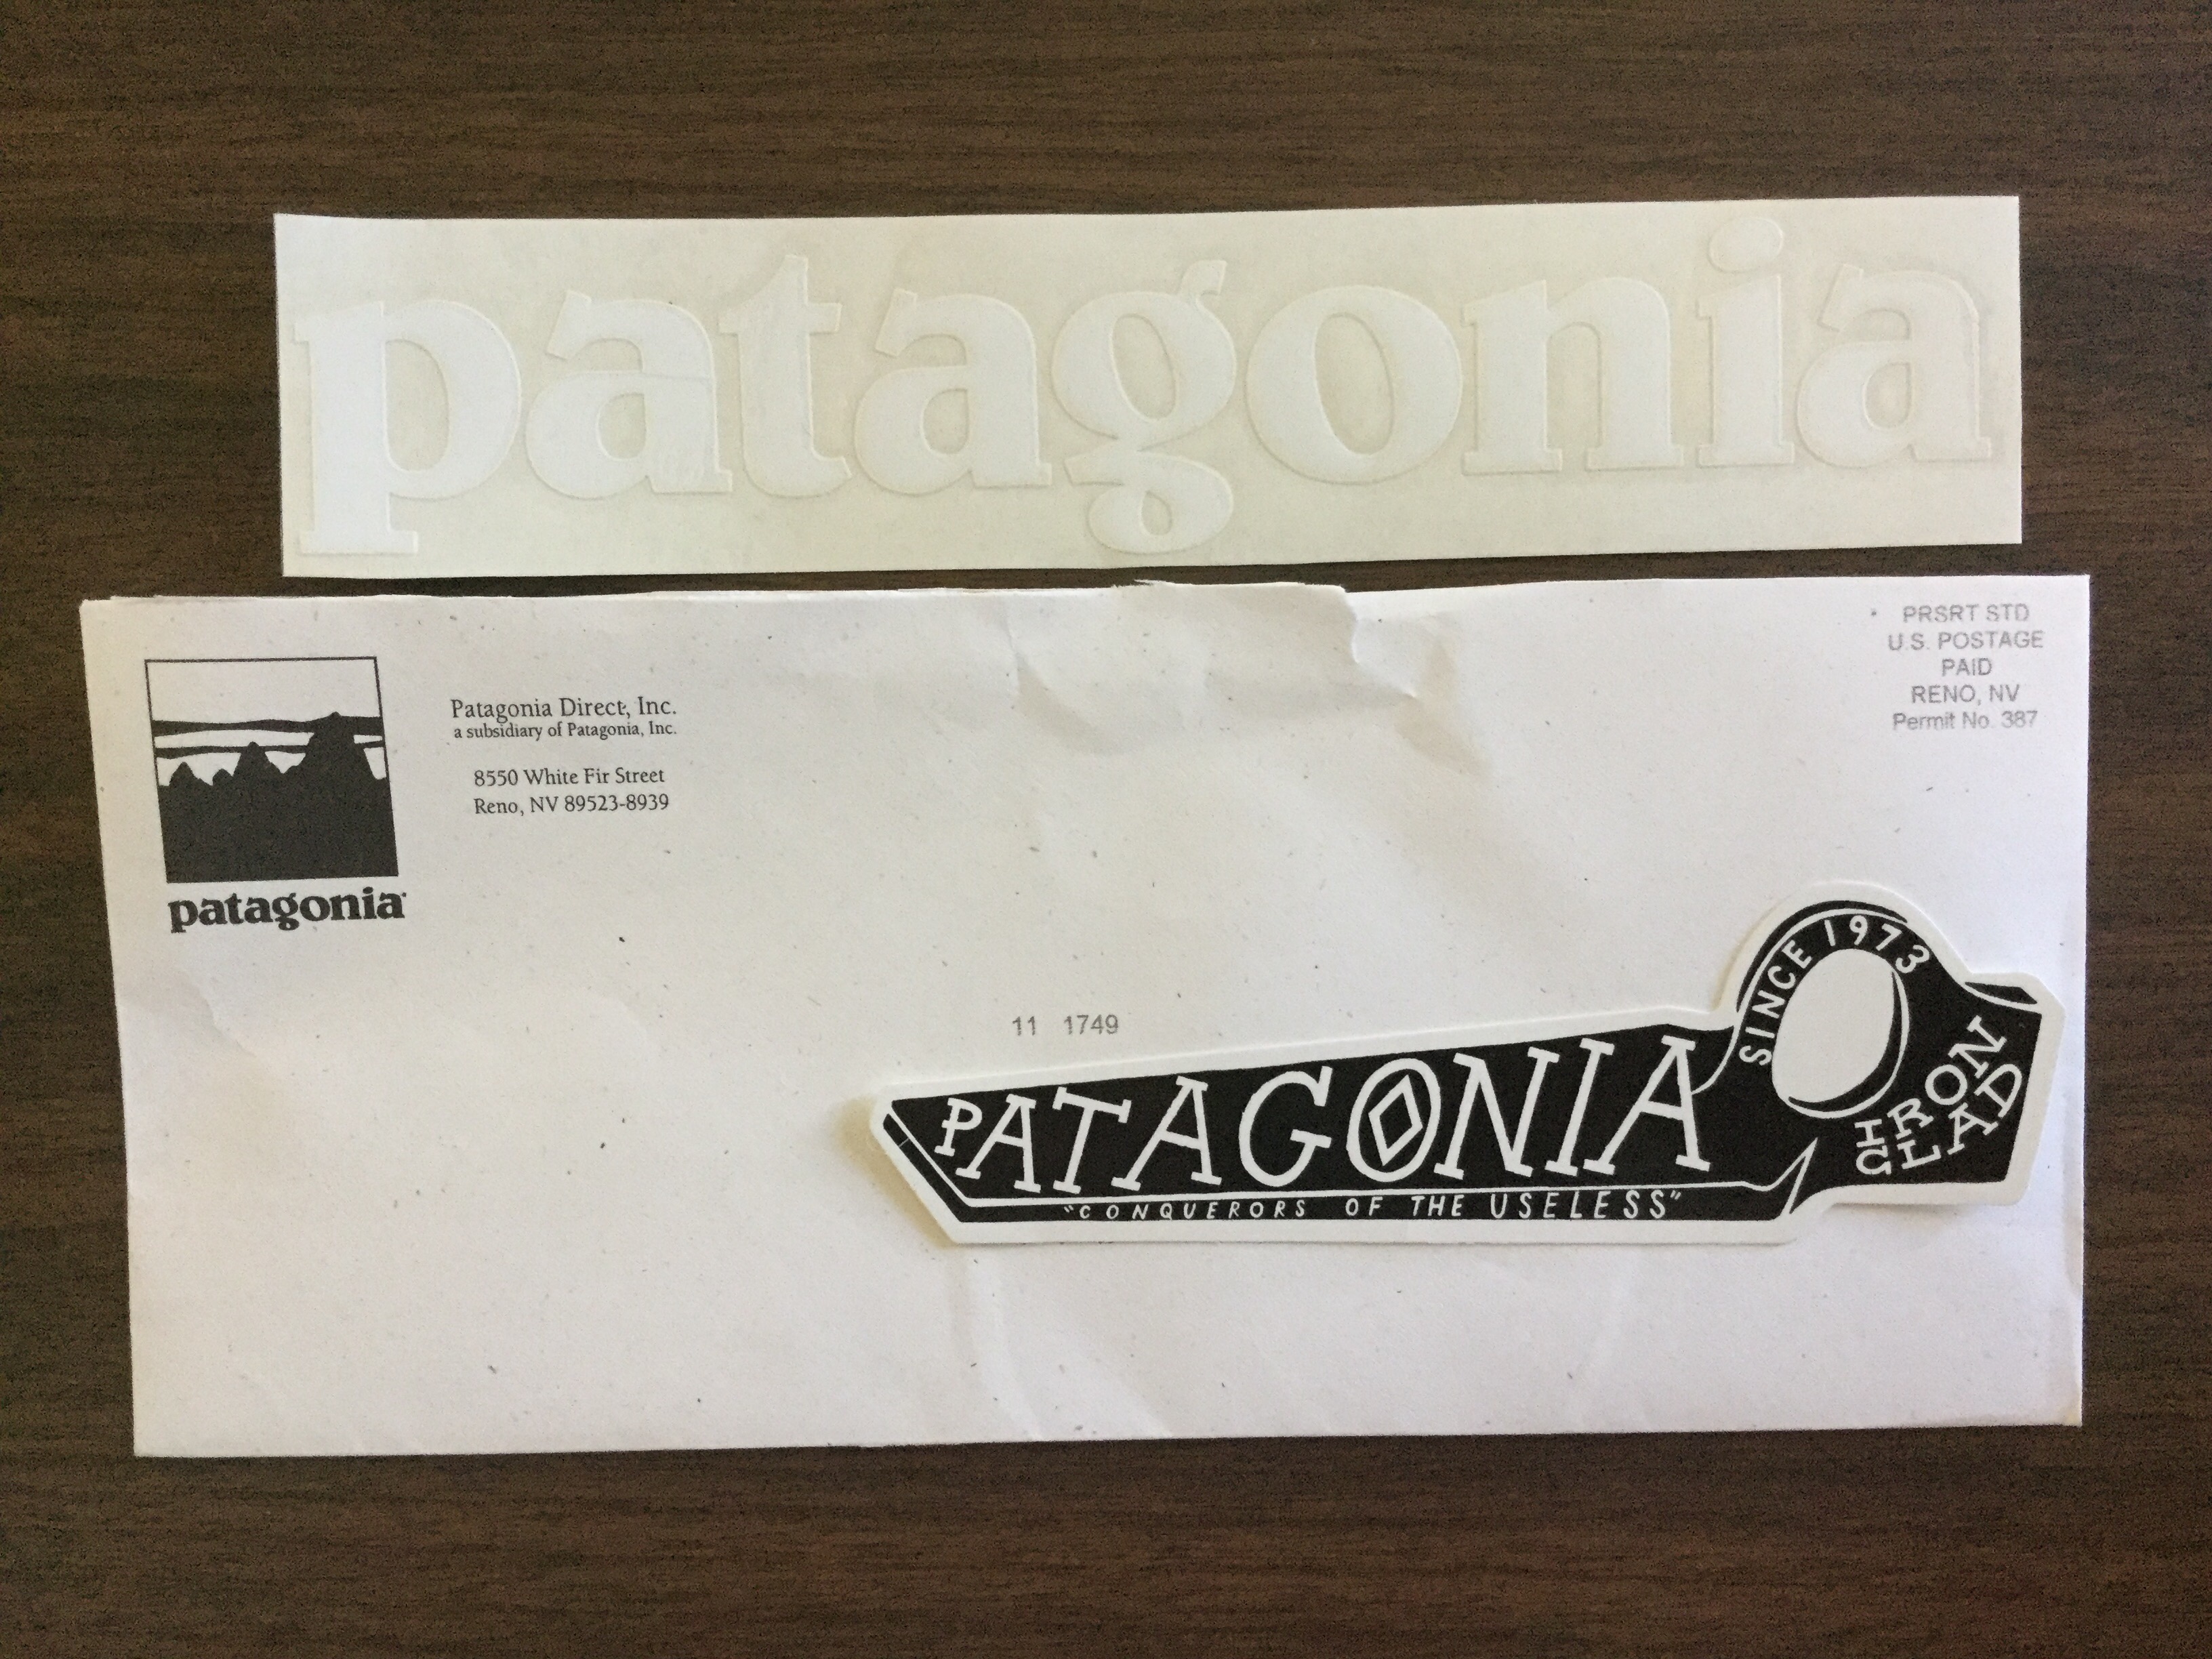 patagonia
Patagonia Direct, Inc.
a subsidiary of Patagonia, Inc.
8550 White Fir Street
Reno, NV 89523-8939
patagonia
PRSRT STD
U.S. POSTAGE
PAID
RENO, NV
Permit No. 387
11 1749
SINCE 1973
PATAGONIA
IRON
CLAD
"CONQUERORS OF THE USELESS"